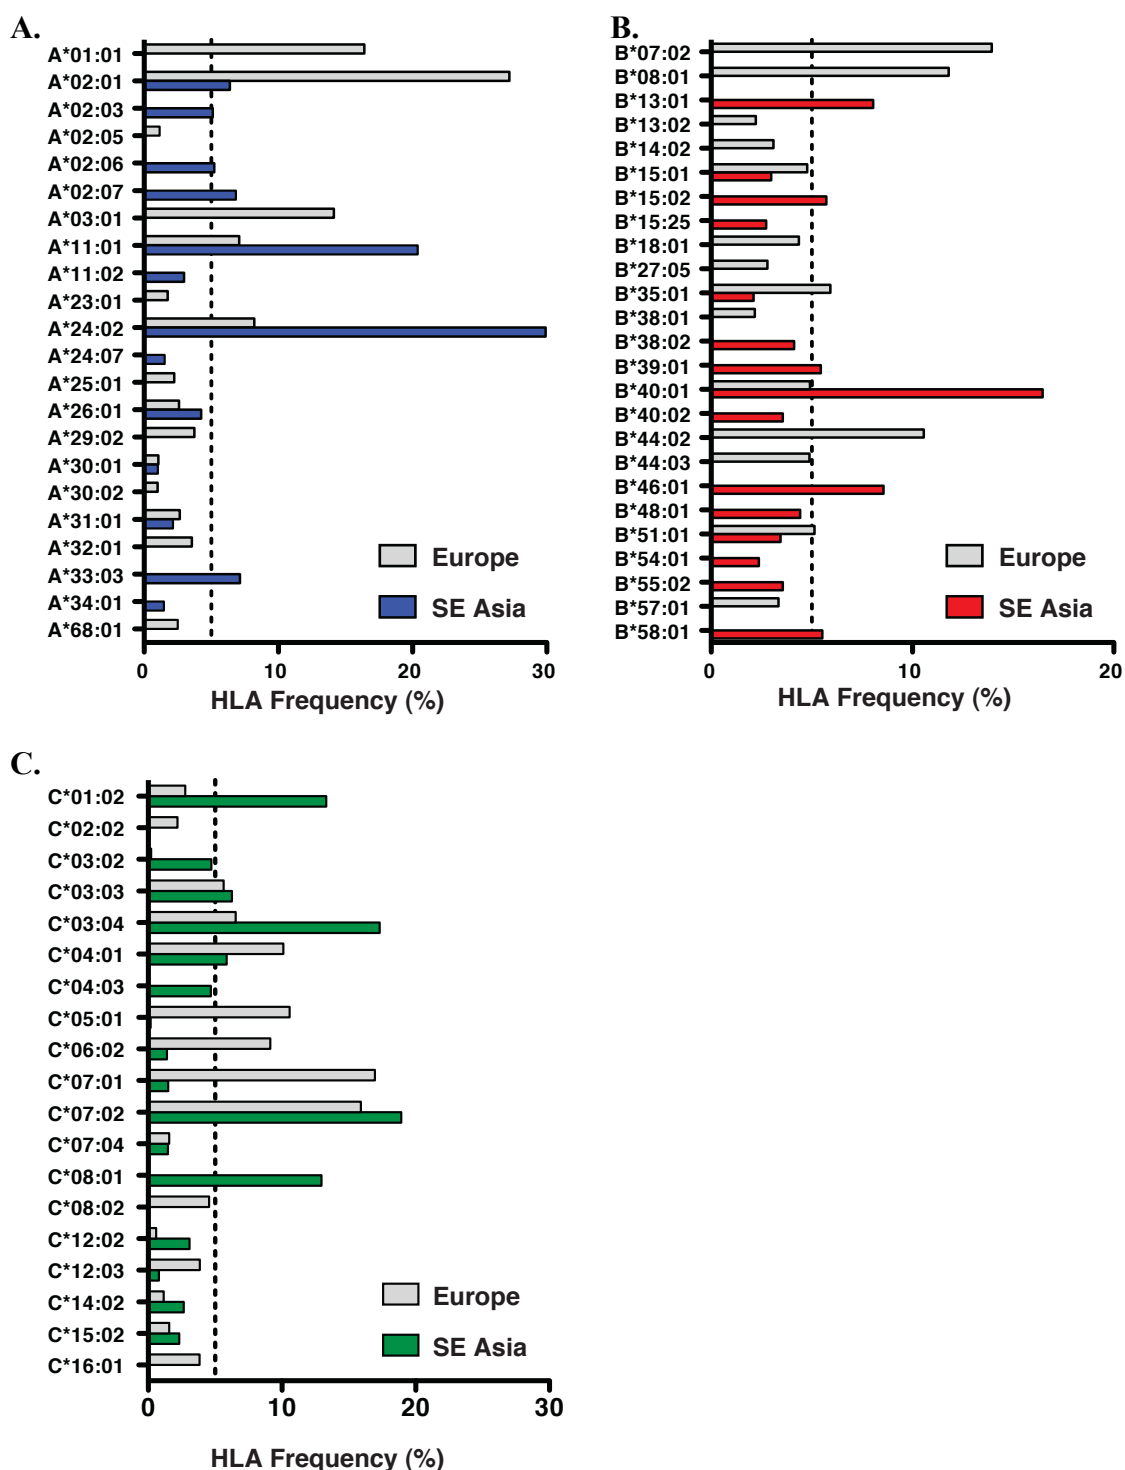 A.
A*01:01
A*02:01
A*02:03
A*02:05
A*02:06
A*02:07
A*03:01
A*11:01
A*11:02
A*23:01
A*24:02
A*24:07
A*25:01
A*26:01
A*29:02
A*30:01
A*30:02
A*31:01
A*32:01
A*33:03
A*34:01
A*68:01
Europe
SE Asia
0 10 20 30
HLA Frequency (%)
B.
B*07:02
B*08:01
B*13:01
B*13:02
B*14:02
B*15:01
B*15:02
B*15:25
B*18:01
B*27:05
B*35:01
B*38:01
B*38:02
B*39:01
B*40:01
B*40:02
B*44:02
B*44:03
B*46:01
B*48:01
B*51:01
B*54:01
B*55:02
B*57:01
B*58:01
Europe
SE Asia
0 10 20
HLA Frequency (%)
C.
C*01:02
C*02:02
C*03:02
C*03:03
C*03:04
C*04:01
C*04:03
C*05:01
C*06:02
C*07:01
C*07:02
C*07:04
C*08:01
C*08:02
C*12:02
C*12:03
C*14:02
C*15:02
C*16:01
Europe
SE Asia
0 10 20 30
HLA Frequency (%)